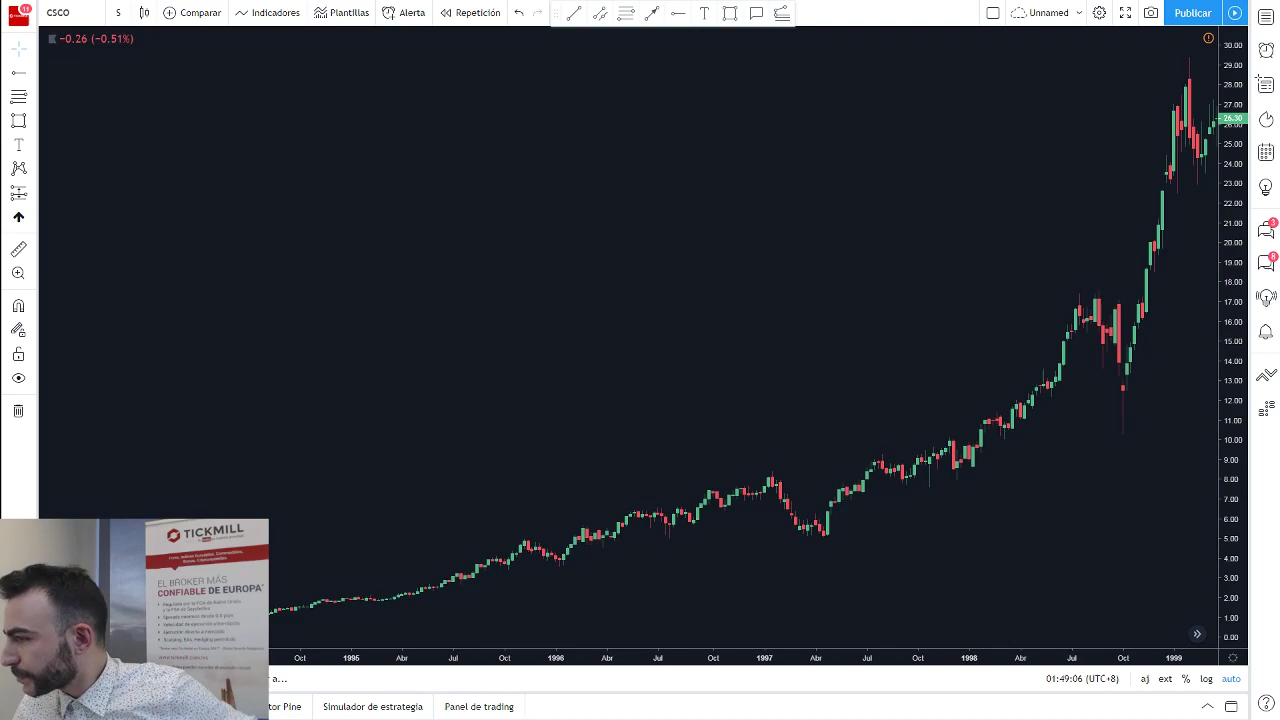 11
CSCO
S
Comparar
Indicadores
Plantillas
Alerta
Repetición
Unnamed
Publicar
−0.26 (−0.51%)
30.00
29.00
28.00
27.00
26.30
26.00
25.00
24.00
23.00
22.00
21.00
20.00
19.00
18.00
17.00
16.00
15.00
14.00
13.00
12.00
11.00
10.00
9.00
8.00
7.00
6.00
5.00
4.00
3.00
2.00
1.00
0.00
3
6
TICKMILL
EL BROKER MÁS
CONFIABLE DE EUROPA*
Oct
1995
Abr
Jul
Oct
1996
Abr
Jul
Oct
1997
Abr
Jul
Oct
1998
Abr
Jul
Oct
1999
a...
01:49:06 (UTC+8)
aj
ext
%
log
auto
tor Pine
Simulador de estrategia
Panel de trading